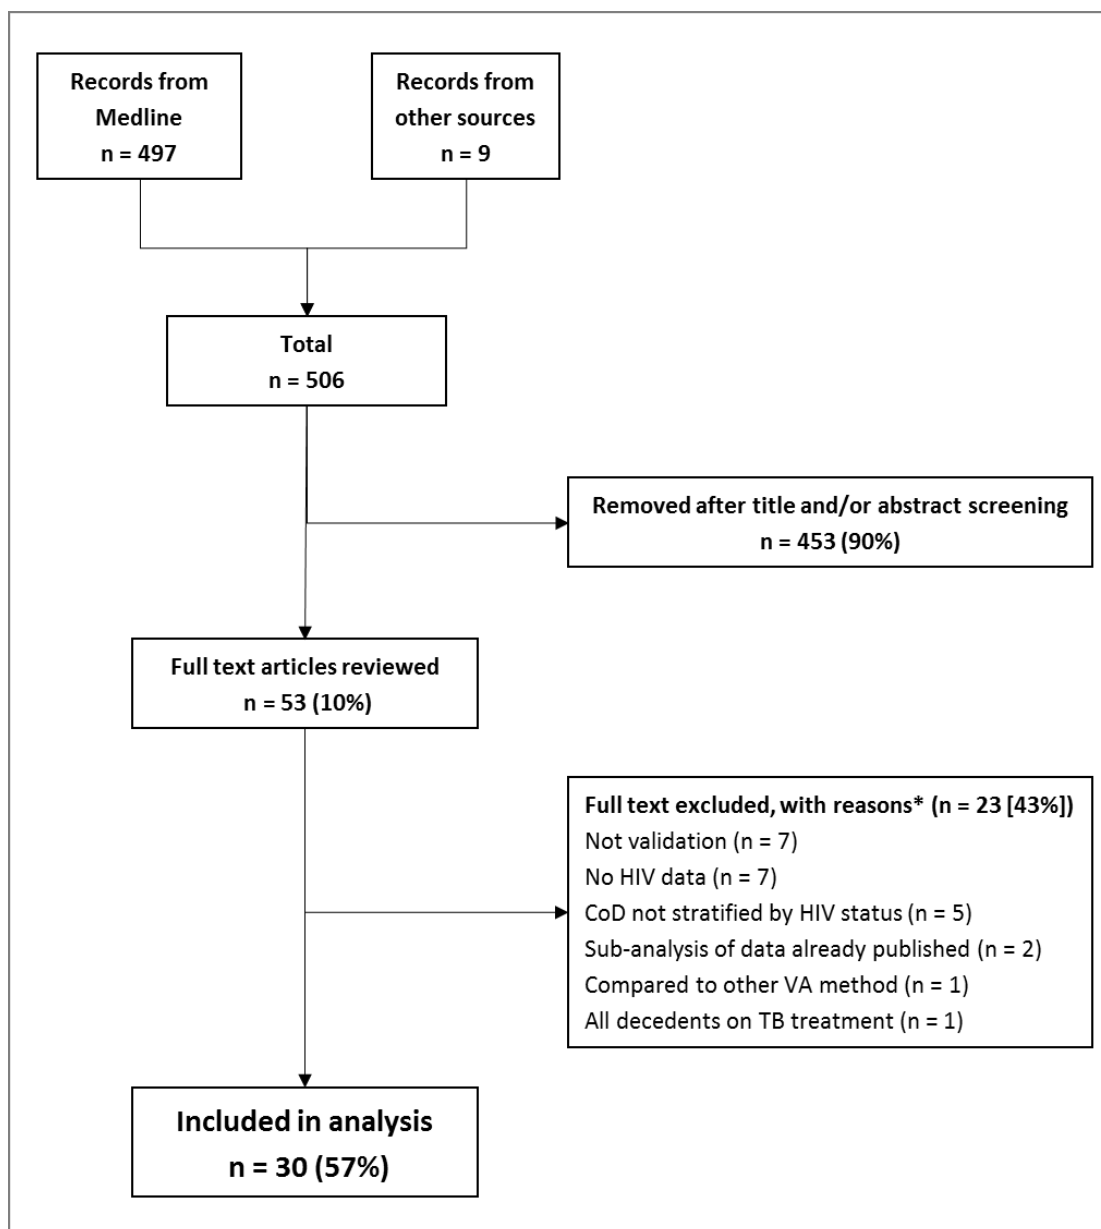 Records from
Medline
n = 497
Records from
other sources
n = 9
Total
n = 506
Removed after title and/or abstract screening
n = 453 (90%)
Full text articles reviewed
n = 53 (10%)
Full text excluded, with reasons* (n = 23 [43%])
Not validation (n = 7)
No HIV data (n = 7)
CoD not stratified by HIV status (n = 5)
Sub-analysis of data already published (n = 2)
Compared to other VA method (n = 1)
All decedents on TB treatment (n = 1)
Included in analysis
n = 30 (57%)